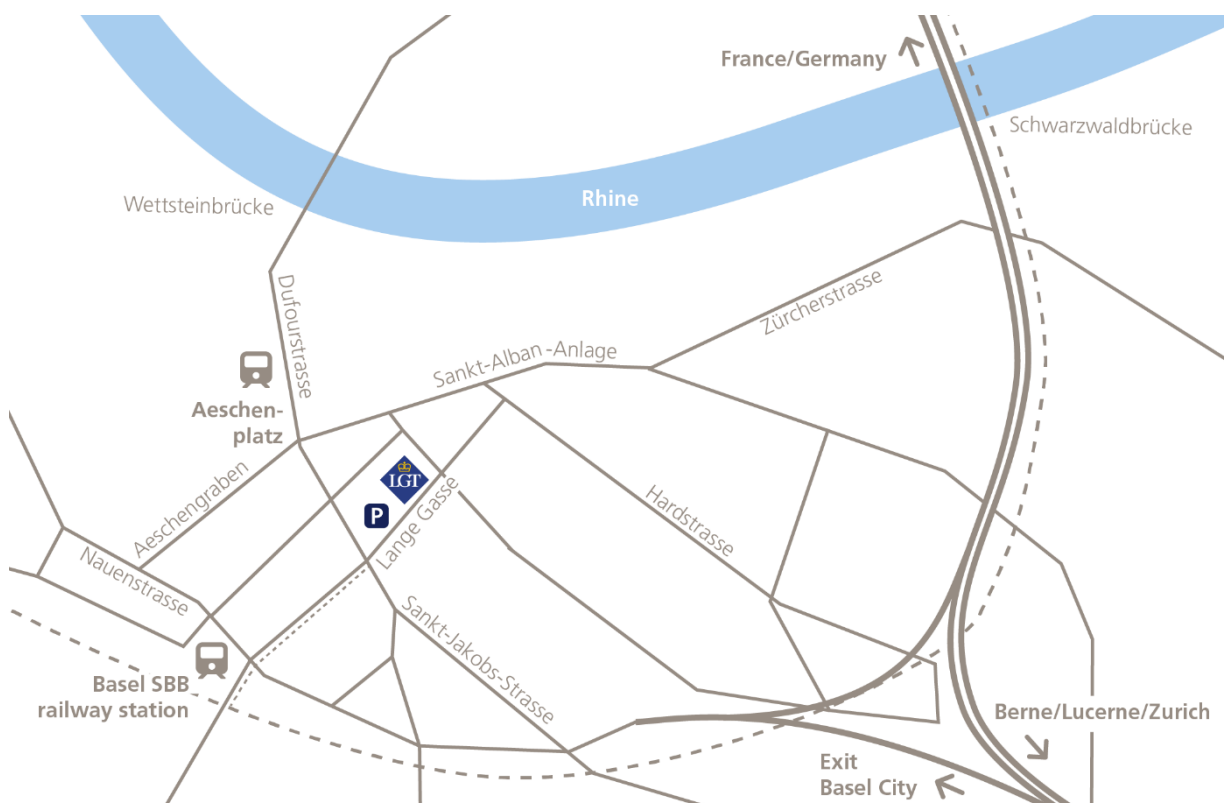 France/Germany
Schwarzwaldbrücke
Rhine
Wettsteinbrücke
Dufourstrasse
Zürcherstrasse
Sankt-Alban-Anlage
Aeschen-
platz
Aeschengraben
LGT
P
Lange Gasse
Hardstrasse
Nauenstrasse
Sankt-Jakobs-Strasse
Basel SBB
railway station
Berne/Lucerne/Zurich
Exit
Basel City